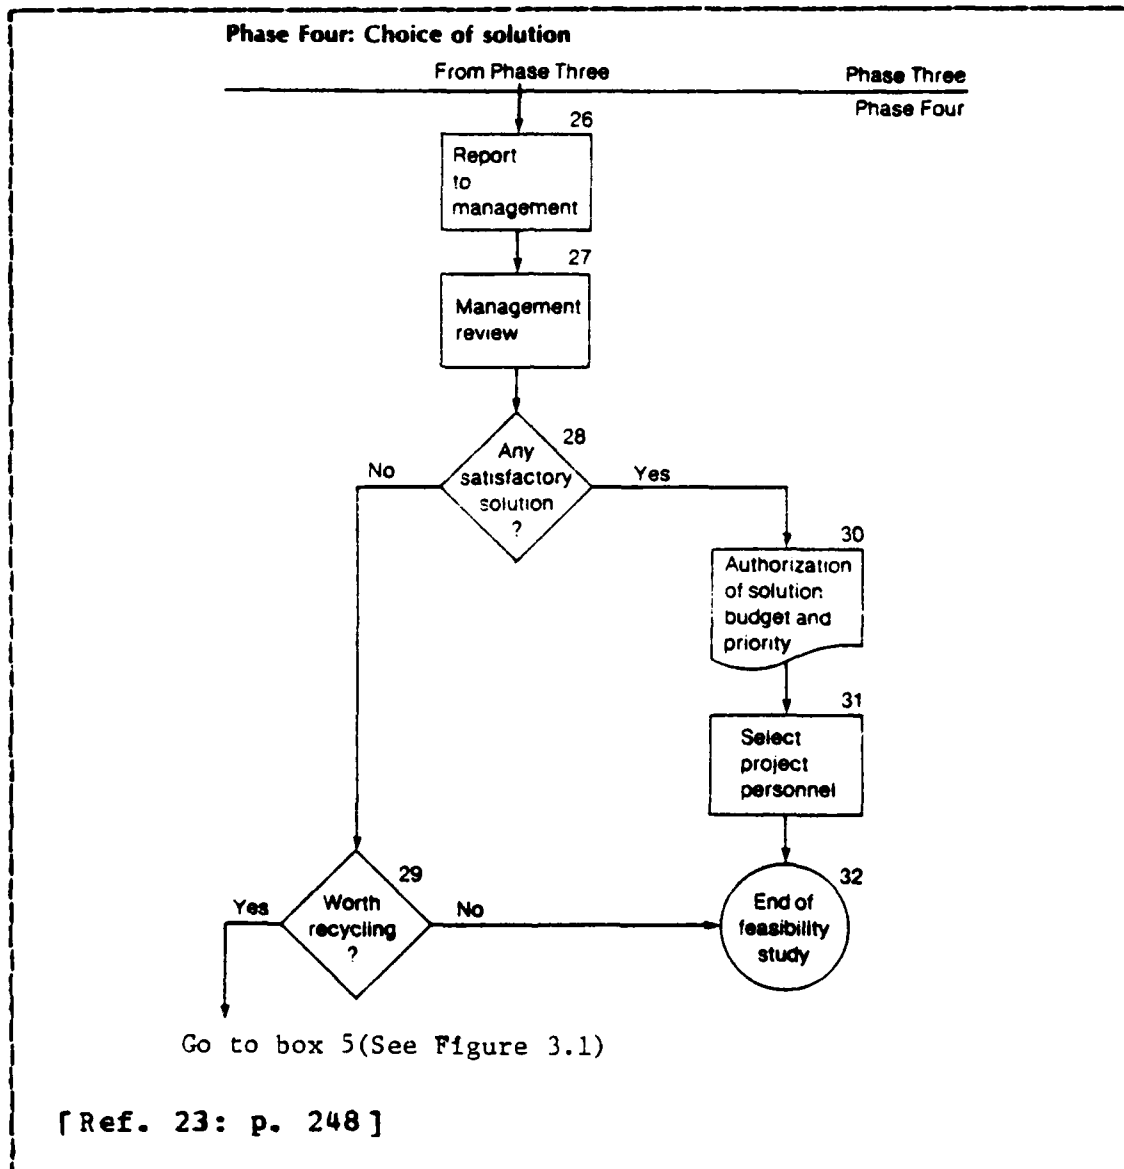 Phase Four: Choice of solution
From Phase Three
Phase Three
Phase Four
26
Report
to
management
27
Management
review
28
Any
satisfactory
solution
?
No
Yes
30
Authorization
of solution
budget and
priority
31
Select
project
personnel
29
Worth
recycling
?
Yes
No
32
End of
feasibility
study
Go to box 5(See Figure 3.1)
[Ref. 23: p. 248]